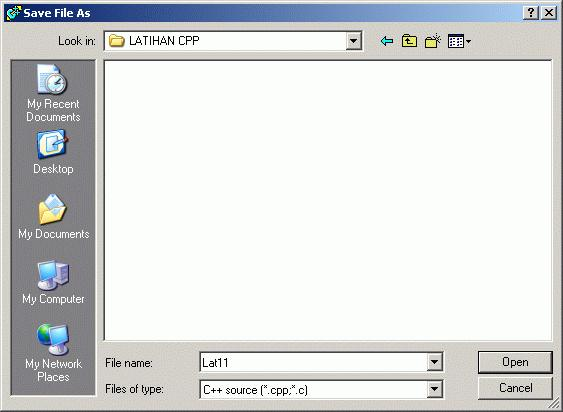 Save File As
Look in: LATIHAN CPP
My Recent
Documents
Desktop
My Documents
My Computer
My Network
Places
File name: Lat11 Open
Files of type: C++ source (*.cpp;*.c) Cancel